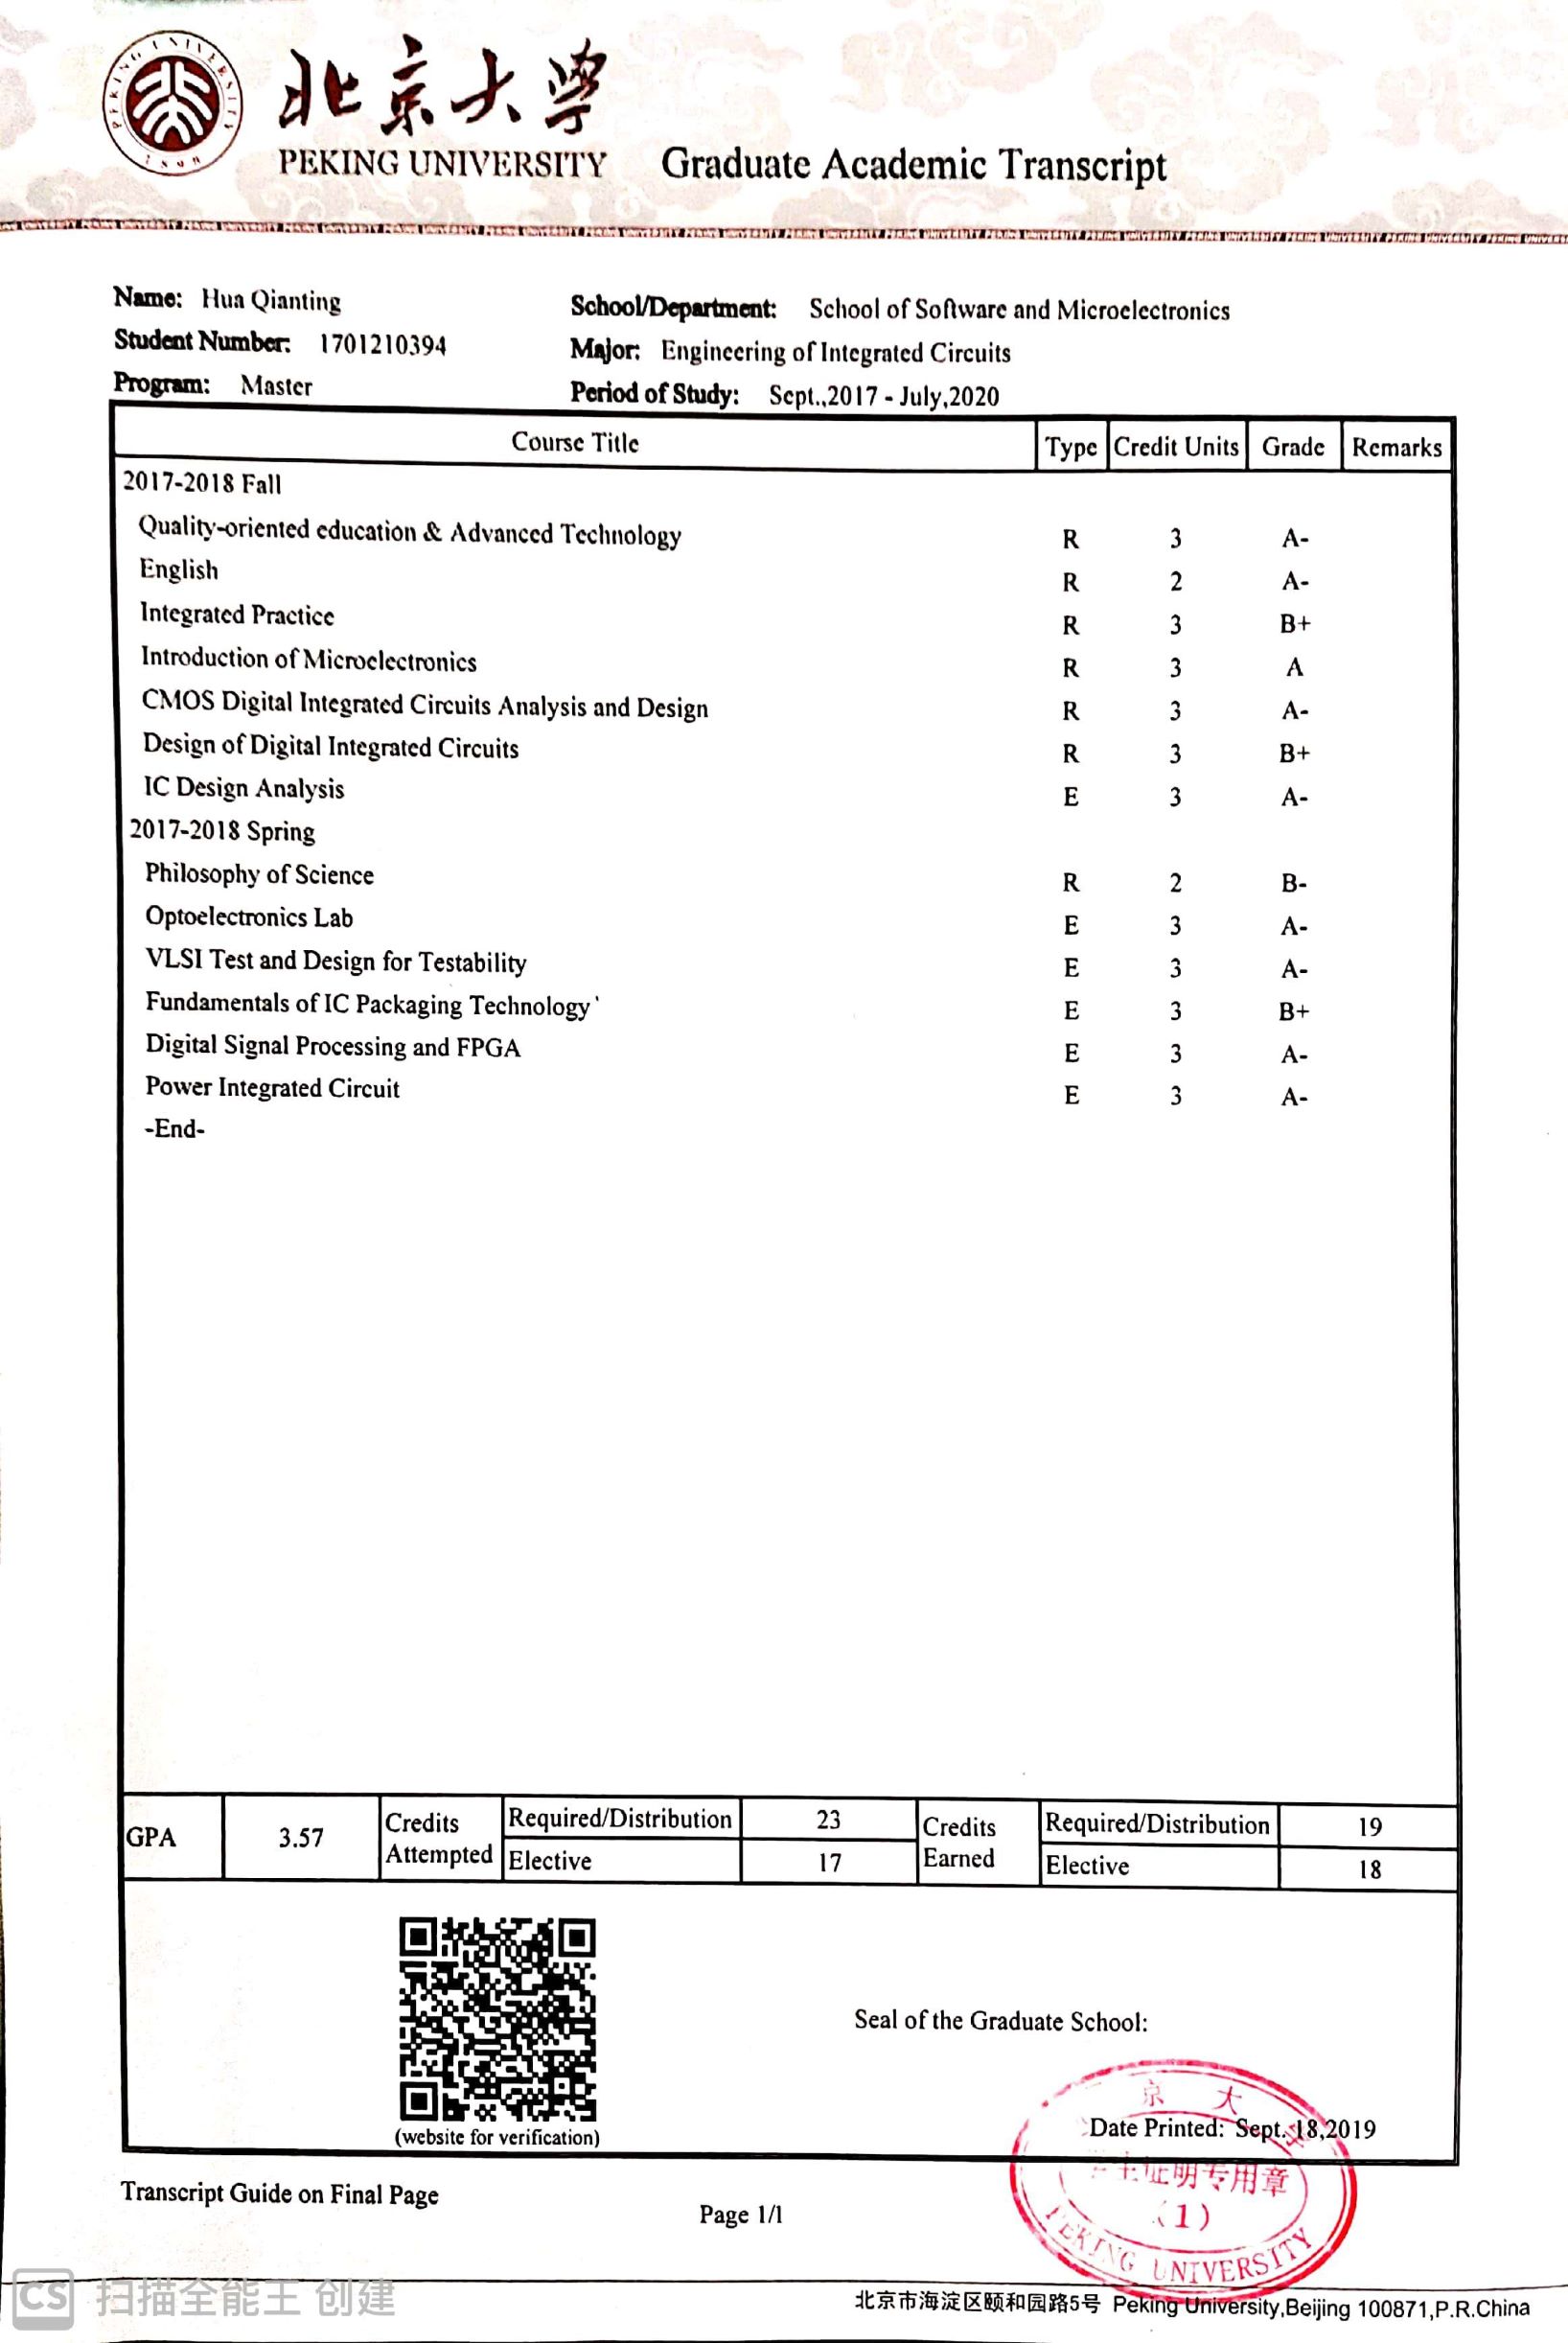 北京大学
PEKING UNIVERSITY
PEKING UNIVERSITY Graduate Academic Transcript
1898
Name: Hua Qianting School/Department: School of Software and Microelectronics
Student Number: 1701210394 Major: Engineering of Integrated Circuits
Program: Master Period of Study: Sept.,2017 - July,2020
Course Title Type Credit Units Grade Remarks
2017-2018 Fall
Quality-oriented education & Advanced Technology R 3 A-
English R 2 A-
Integrated Practice R 3 B+
Introduction of Microelectronics R 3 A
CMOS Digital Integrated Circuits Analysis and Design R 3 A-
Design of Digital Integrated Circuits R 3 B+
IC Design Analysis E 3 A-
2017-2018 Spring
Philosophy of Science R 2 B-
Optoelectronics Lab E 3 A-
VLSI Test and Design for Testability E 3 A-
Fundamentals of IC Packaging Technology E 3 B+
Digital Signal Processing and FPGA E 3 A-
Power Integrated Circuit E 3 A-
-End-
GPA 3.57 Credits Attempted Required/Distribution 23 Credits Earned Required/Distribution 19
Elective 17 Elective 18
(website for verification)
Seal of the Graduate School:
Date Printed: Sept.18,2019
京大学
证明专用章
(1)
PEKING UNIVERSITY
Transcript Guide on Final Page
Page 1/1
CS 扫描全能王 创建
北京市海淀区颐和园路5号 Peking University,Beijing 100871,P.R.China